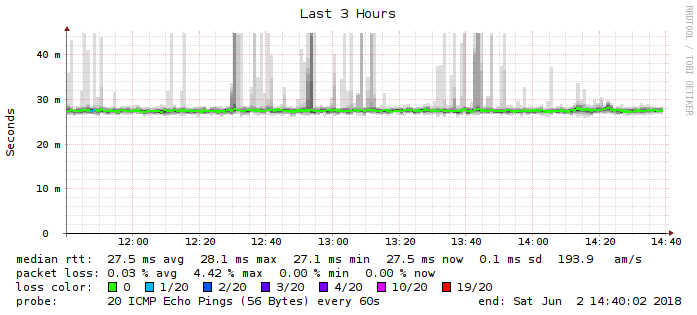 Last 3 Hours
RRDTOOL / TOBI OETIKER
Seconds
40 m
30 m
20 m
10 m
0
12:00 12:20 12:40 13:00 13:20 13:40 14:00 14:20 14:40
median rtt: 27.5 ms avg 28.1 ms max 27.1 ms min 27.5 ms now 0.1 ms sd 193.9 am/s
packet loss: 0.03 % avg 4.42 % max 0.00 % min 0.00 % now
loss color: 0 1/20 2/20 3/20 4/20 10/20 19/20
probe: 20 ICMP Echo Pings (56 Bytes) every 60s end: Sat Jun 2 14:40:02 2018